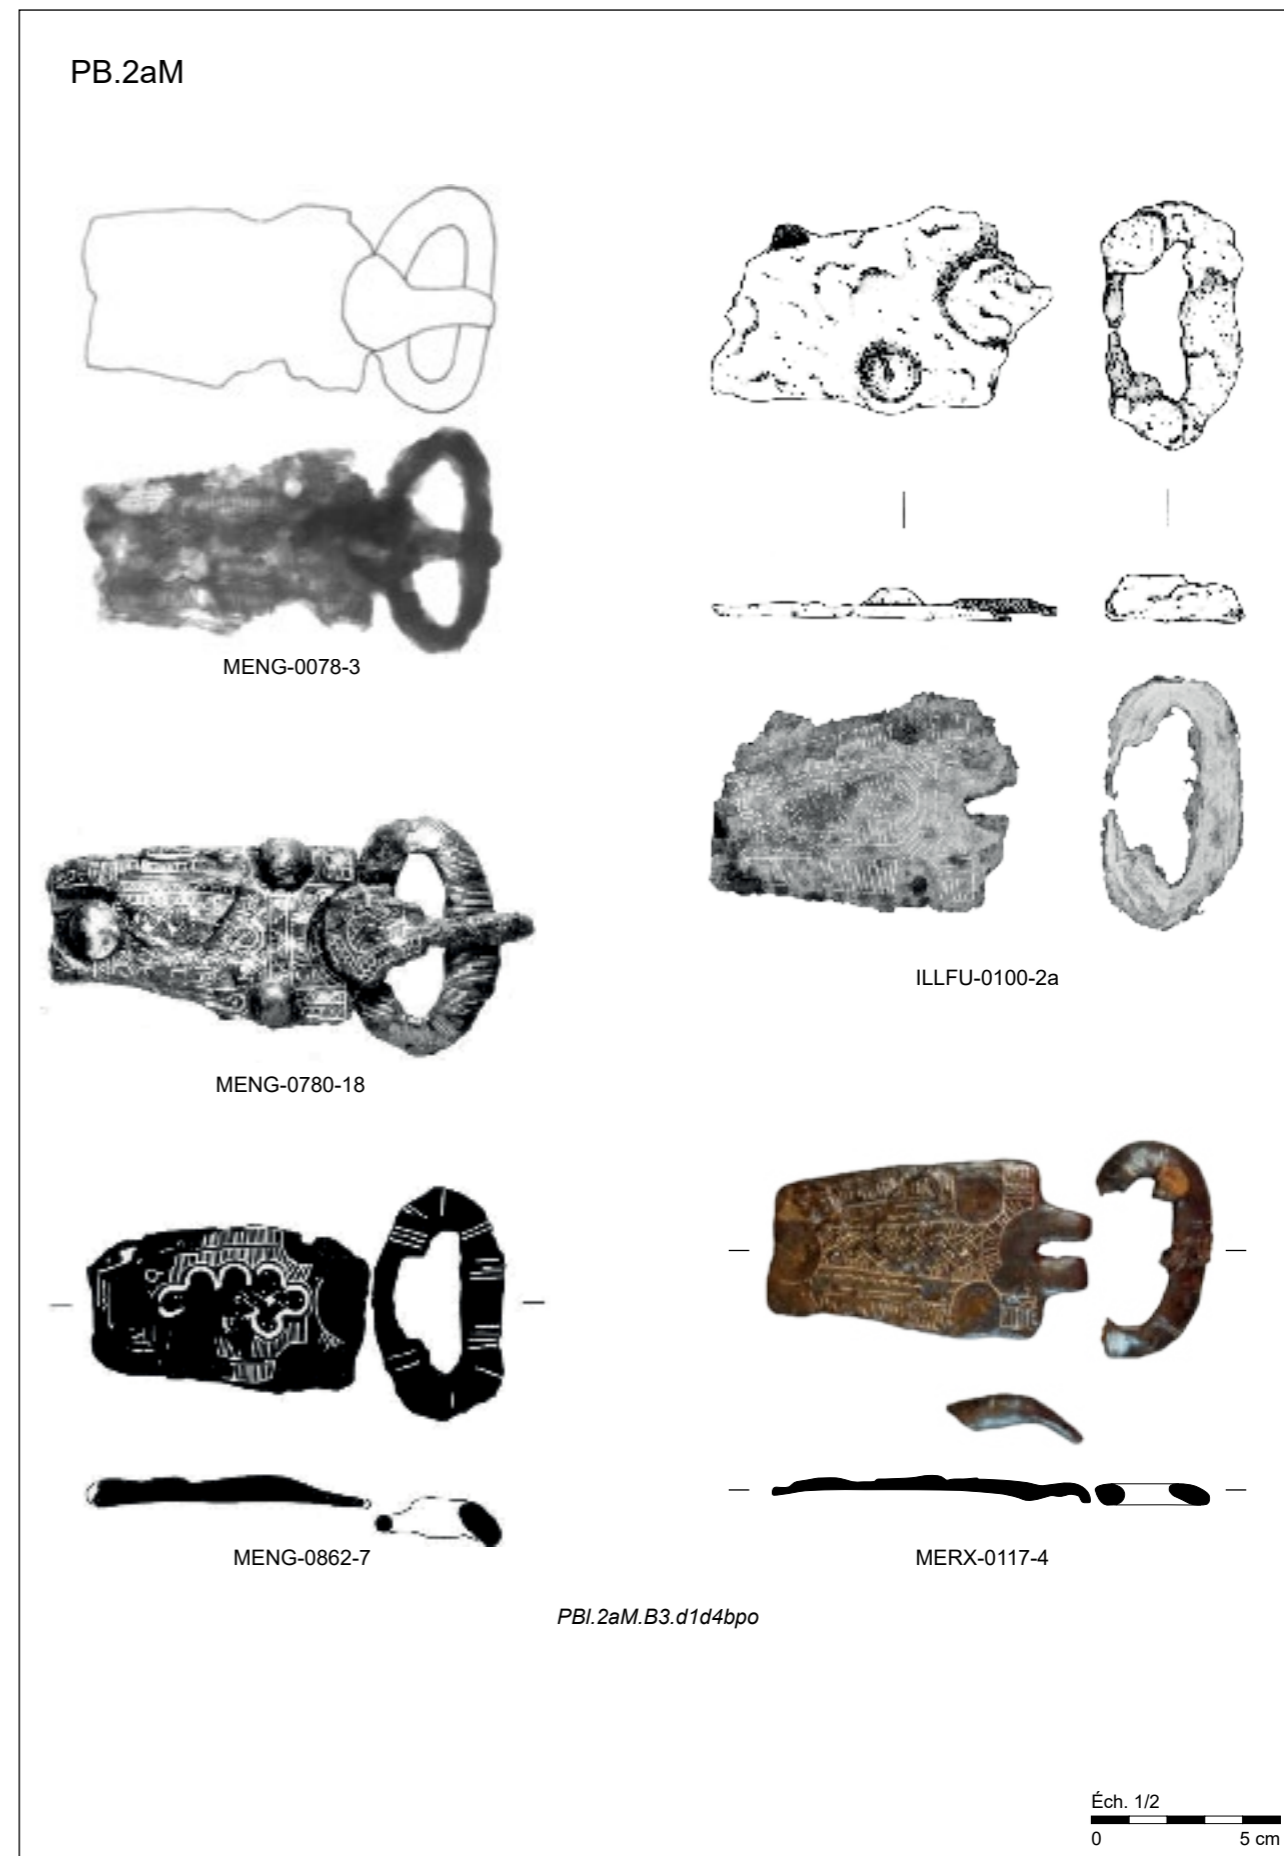 PB.2aM
MENG-0078-3
ILLFU-0100-2a
MENG-0780-18
MENG-0862-7
MERX-0117-4
PBl.2aM.B3.d1d4bpo
Éch. 1/2
0 5 cm